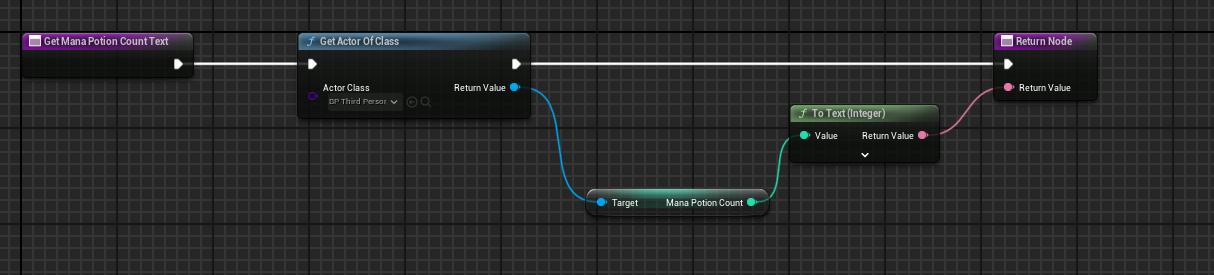 Get Mana Potion Count Text
f Get Actor Of Class
Return Node
Actor Class
Return Value
BP Third Person
Return Value
f To Text (Integer)
Value
Return Value
Target
Mana Potion Count